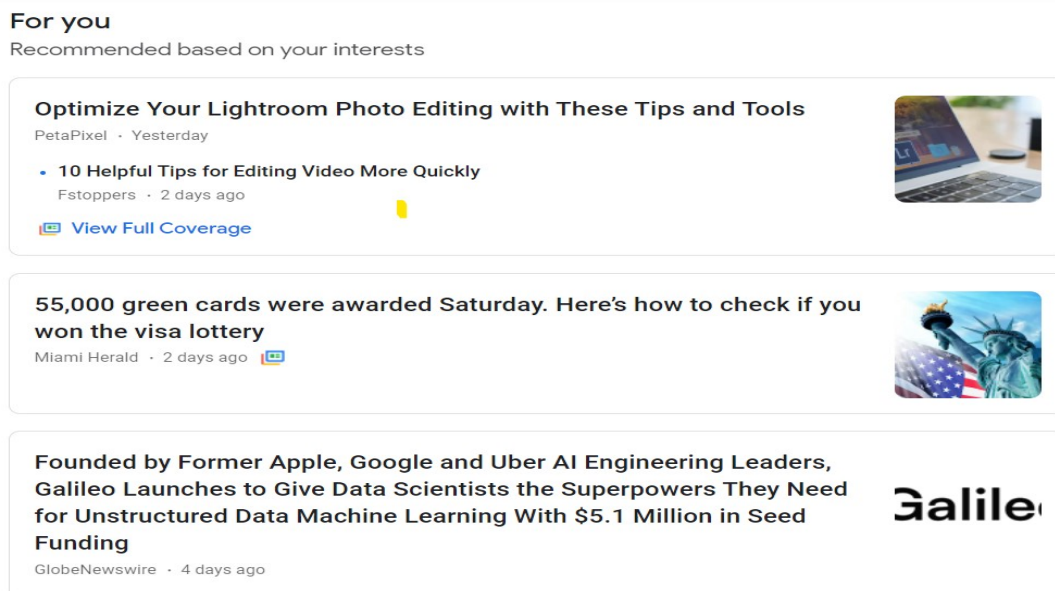 For you
Recommended based on your interests
Optimize Your Lightroom Photo Editing with These Tips and Tools
PetaPixel · Yesterday
Lr
• 10 Helpful Tips for Editing Video More Quickly
Fstoppers · 2 days ago
View Full Coverage
55,000 green cards were awarded Saturday. Here’s how to check if you
won the visa lottery
Miami Herald · 2 days ago
Founded by Former Apple, Google and Uber AI Engineering Leaders,
Galileo Launches to Give Data Scientists the Superpowers They Need
for Unstructured Data Machine Learning With $5.1 Million in Seed
Funding
Galile
GlobeNewswire · 4 days ago